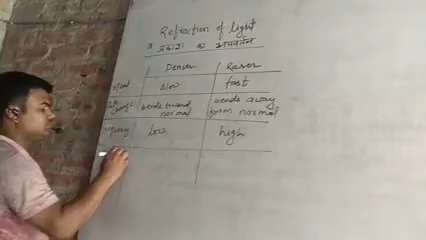 Refraction of light
प्रकाश का अपवर्तन
Denser Rarer
speed slow fast
bends toward normal bends away from normal
low high